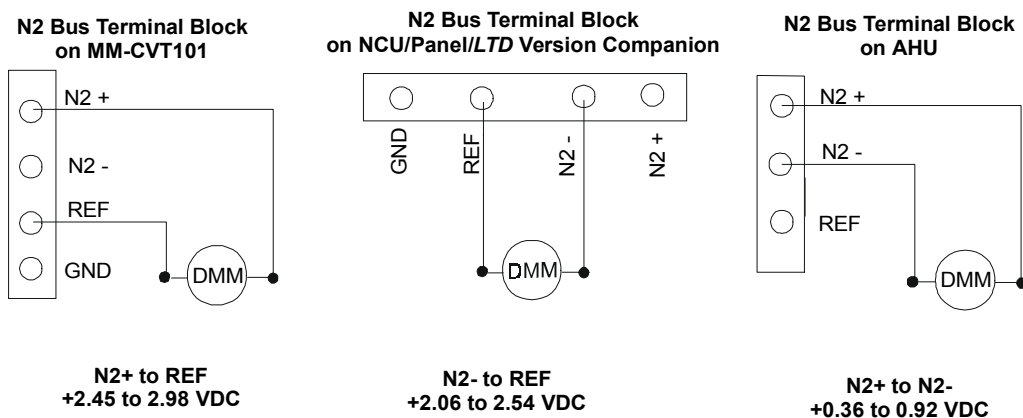 N2 Bus Terminal Block
on MM-CVT101
N2 +
N2 -
REF
GND
DMM
N2+ to REF
+2.45 to 2.98 VDC
N2 Bus Terminal Block
on NCU/Panel/LTD Version Companion
GND
REF
N2 -
N2 +
DMM
N2- to REF
+2.06 to 2.54 VDC
N2 Bus Terminal Block
on AHU
N2 +
N2 -
REF
DMM
N2+ to N2-
+0.36 to 0.92 VDC